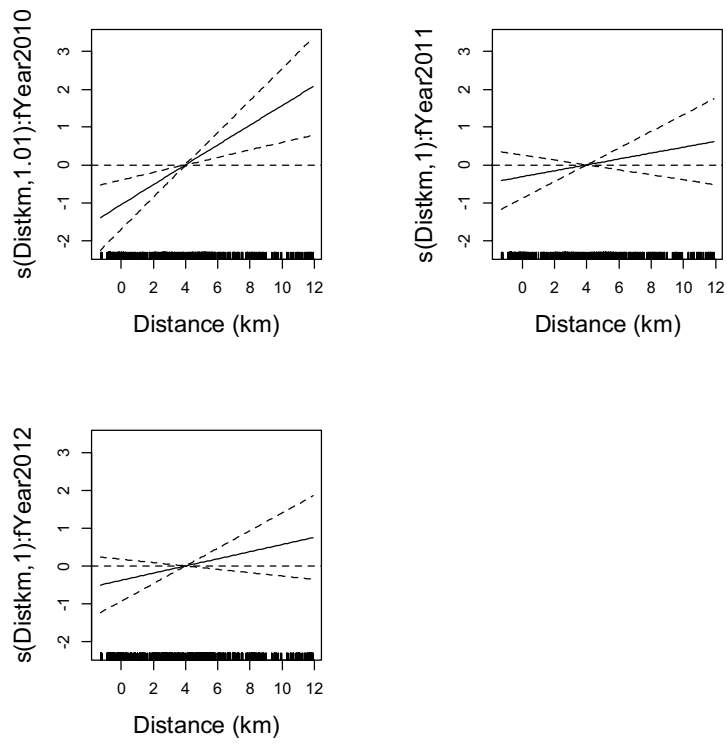 s(Distkm,1.01):fYear2010
3
2
1
0
-1
-2
0 2 4 6 8 10 12
Distance (km)
s(Distkm,1):fYear2011
3
2
1
0
-1
-2
0 2 4 6 8 10 12
Distance (km)
s(Distkm,1):fYear2012
3
2
1
0
-1
-2
0 2 4 6 8 10 12
Distance (km)